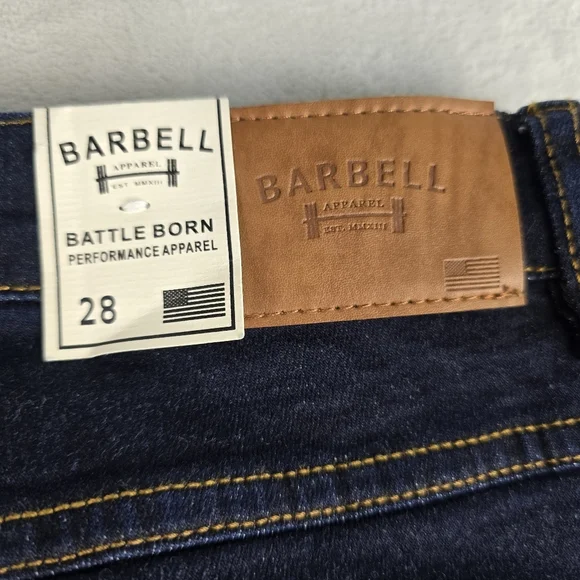 BARBELL
APPAREL
EST. MMXIII
BATTLE BORN
PERFORMANCE APPAREL
28
BARBELL
APPAREL
EST. MMXIII